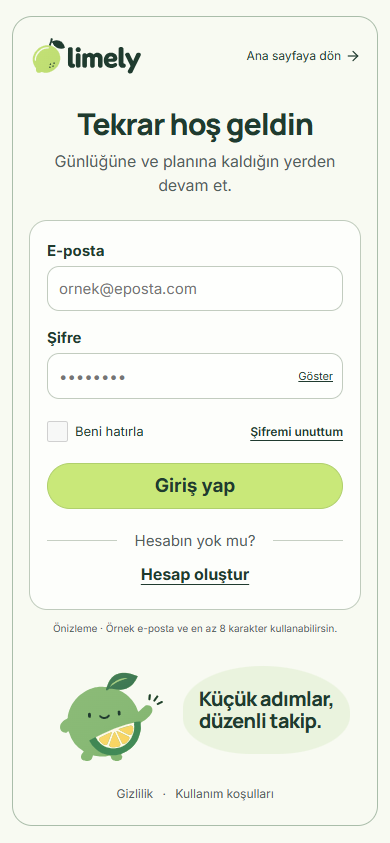 limely
Ana sayfaya dön →
Tekrar hoş geldin
Günlüğüne ve planına kaldığın yerden
devam et.
E-posta
ornek@eposta.com
Şifre
••••••••
Göster
Beni hatırla
Şifremi unuttum
Giriş yap
Hesabın yok mu?
Hesap oluştur
Önizleme · Örnek e-posta ve en az 8 karakter kullanabilirsin.
Küçük adımlar,
düzenli takip.
Gizlilik · Kullanım koşulları